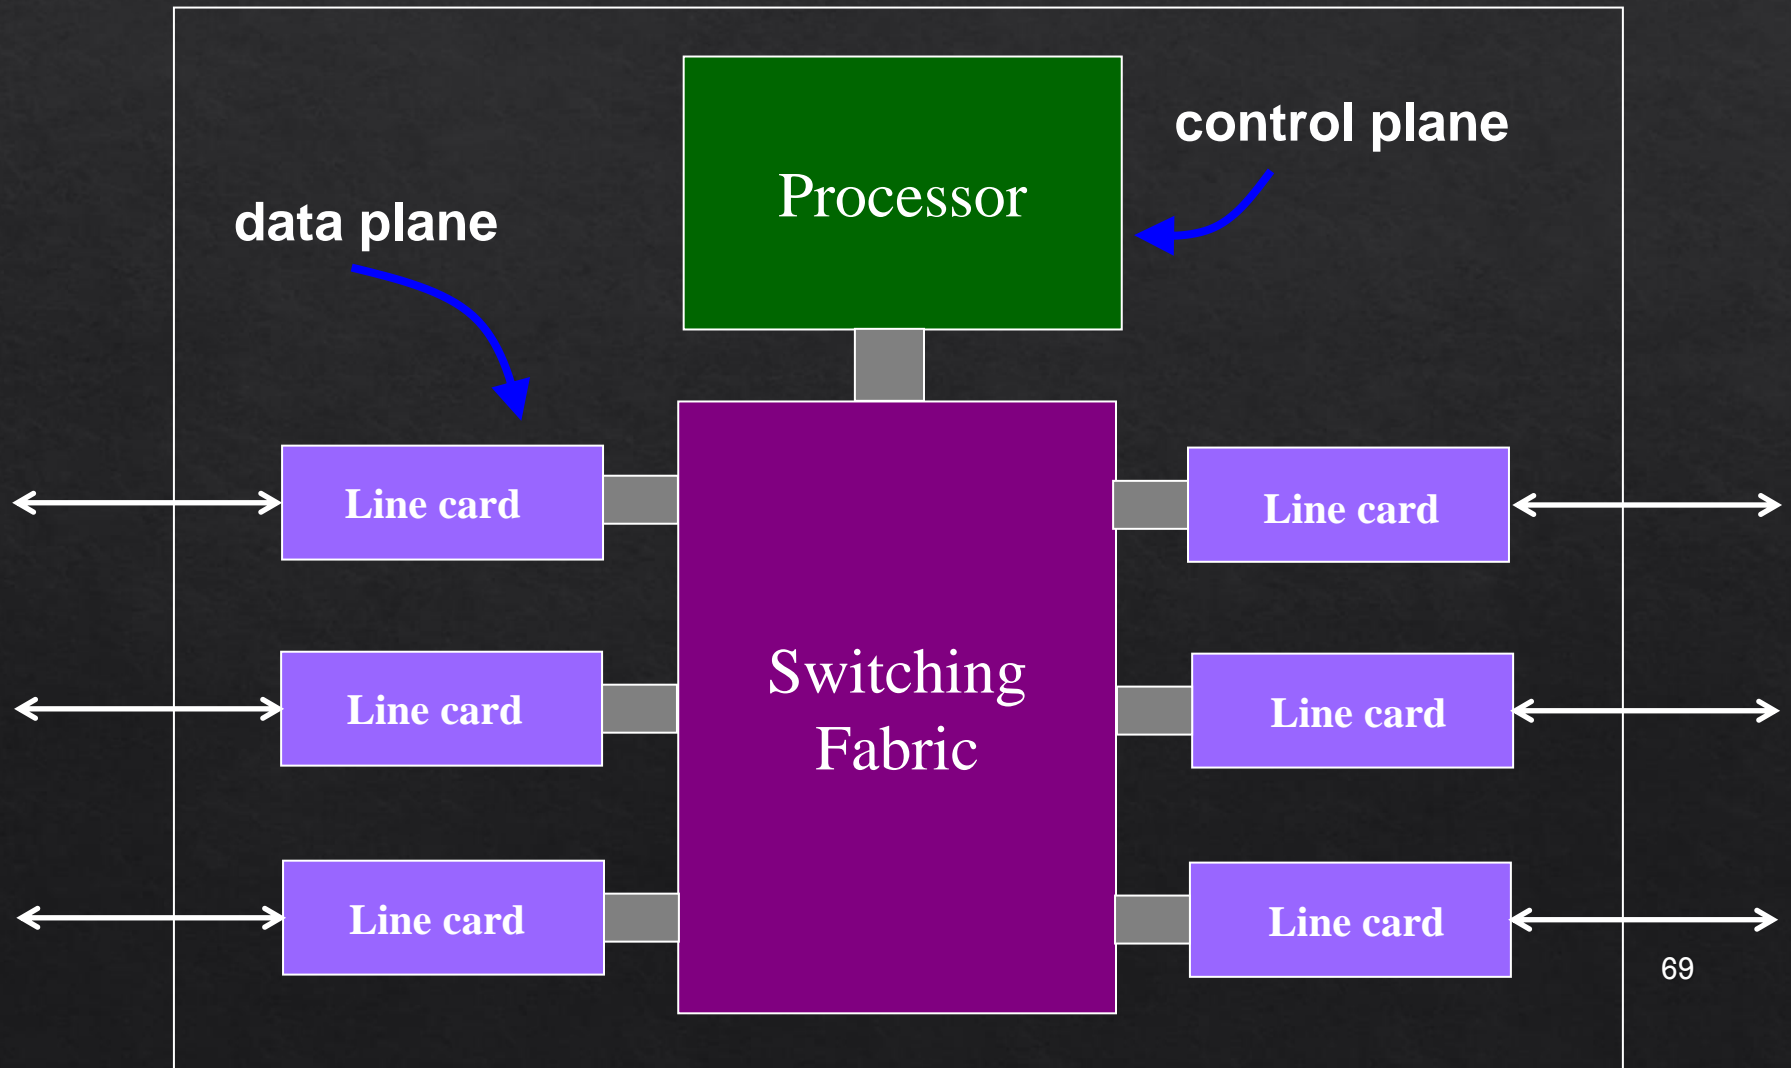 control plane
Processor
data plane
Line card
Line card
Switching
Fabric
Line card
Line card
Line card
Line card
69